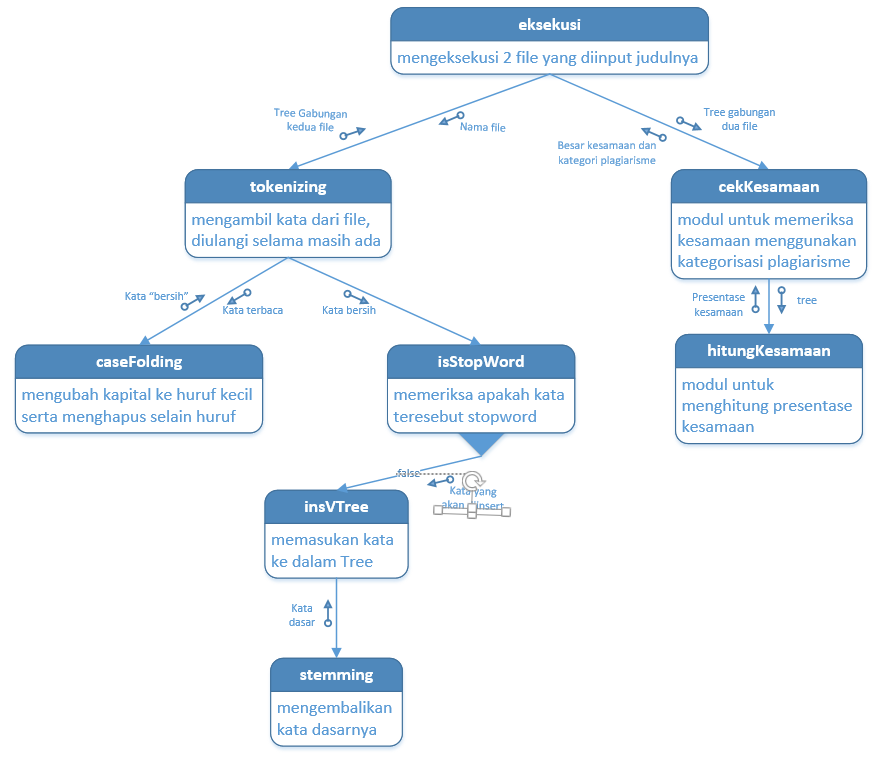 eksekusi
mengeksekusi 2 file yang diinput judulnya
Tree Gabungan
kedua file
Nama file
Tree gabungan
dua file
Besar kesamaan dan
kategori plagiarisme
tokenizing
mengambil kata dari file,
diulangi selama masih ada
cekKesamaan
modul untuk memeriksa
kesamaan menggunakan
kategorisasi plagiarisme
Kata “bersih”
Kata terbaca
Kata bersih
Presentase
kesamaan
tree
caseFolding
mengubah kapital ke huruf kecil
serta menghapus selain huruf
isStopWord
memeriksa apakah kata
teresebut stopword
hitungKesamaan
modul untuk
menghitung presentase
kesamaan
false
Kata yang
akan diinsert
insVTree
memasukan kata
ke dalam Tree
Kata
dasar
stemming
mengembalikan
kata dasarnya